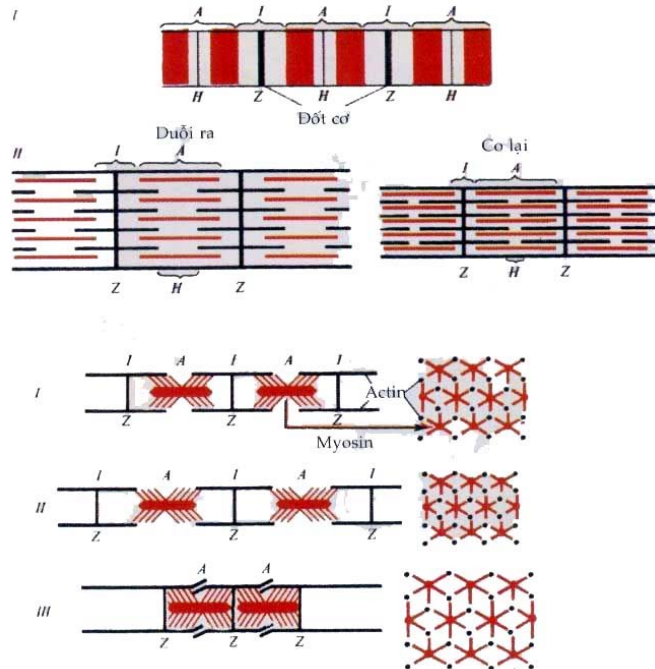 I
A I A I A
H Z H Z H
Đốt cơ
Duỗi ra
Co lại
II
I A
I A
Z H Z
Z H Z
I A I A I
I
Actin
Z Z Z
Myosin
I A I A I
II
Z Z Z
A A
III
Z Z Z